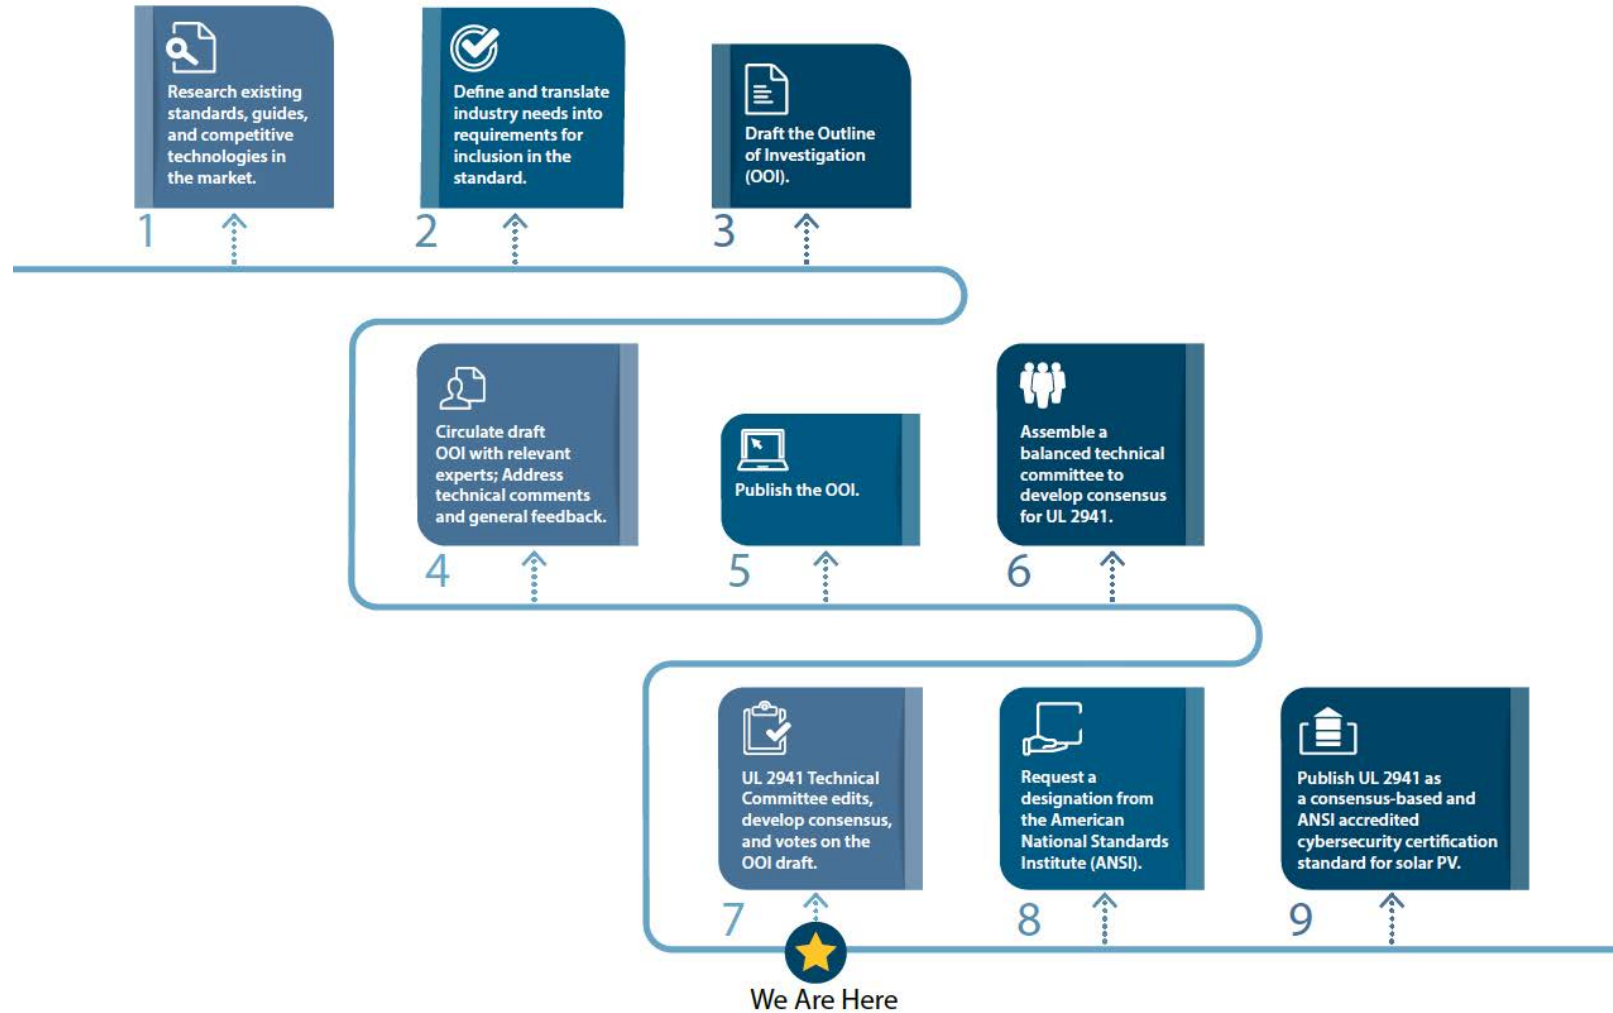 Research existing
standards, guides,
and competitive
technologies in
the market.
1
Define and translate
industry needs into
requirements for
inclusion in the
standard.
2
Draft the Outline
of Investigation
(OOI).
3
Circulate draft
OOI with relevant
experts; Address
technical comments
and general feedback.
4
Publish the OOI.
5
Assemble a
balanced technical
committee to
develop consensus
for UL 2941.
6
UL 2941 Technical
Committee edits,
develop consensus,
and votes on the
OOI draft.
7
Request a
designation from
the American
National Standards
Institute (ANSI).
8
Publish UL 2941 as
a consensus-based and
ANSI accredited
cybersecurity certification
standard for solar PV.
9
We Are Here